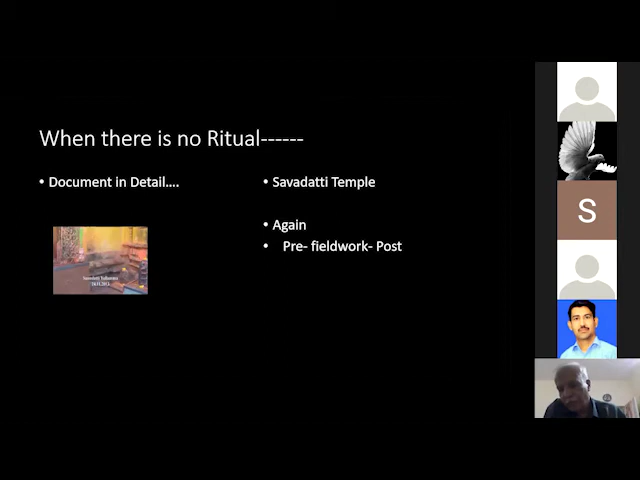 When there is no Ritual------
• Document in Detail....
• Savadatti Temple
• Again
• Pre- fieldwork- Post
S